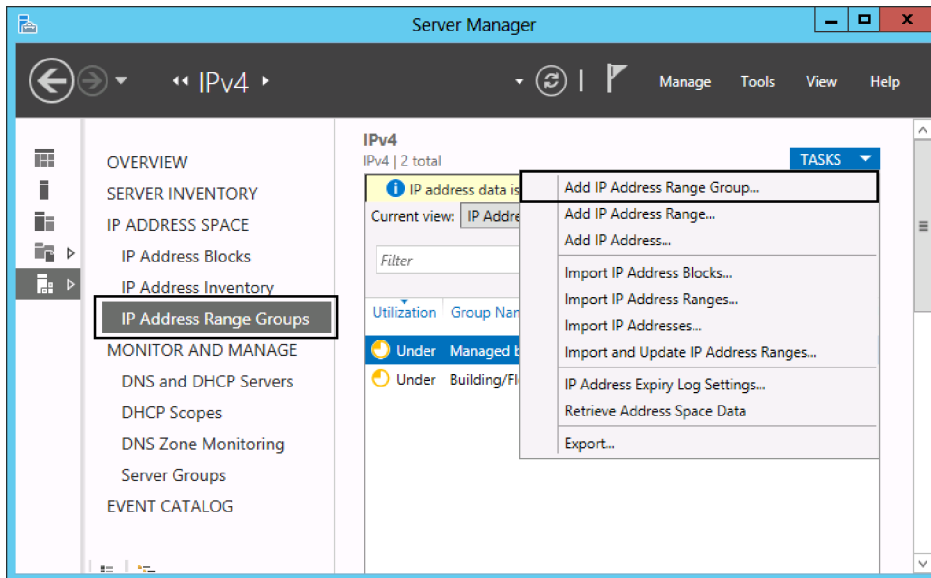 Server Manager
IPv4
Manage Tools View Help
OVERVIEW
SERVER INVENTORY
IP ADDRESS SPACE
IP Address Blocks
IP Address Inventory
IP Address Range Groups
MONITOR AND MANAGE
DNS and DHCP Servers
DHCP Scopes
DNS Zone Monitoring
Server Groups
EVENT CATALOG
IPv4
IPv4 | 2 total
TASKS
IP address data is
Current view: IP Addre
Filter
Utilization Group Nar
Under Managed b
Under Building/Fl
Add IP Address Range Group...
Add IP Address Range...
Add IP Address...
Import IP Address Blocks...
Import IP Address Ranges...
Import IP Addresses...
Import and Update IP Address Ranges...
IP Address Expiry Log Settings...
Retrieve Address Space Data
Export...